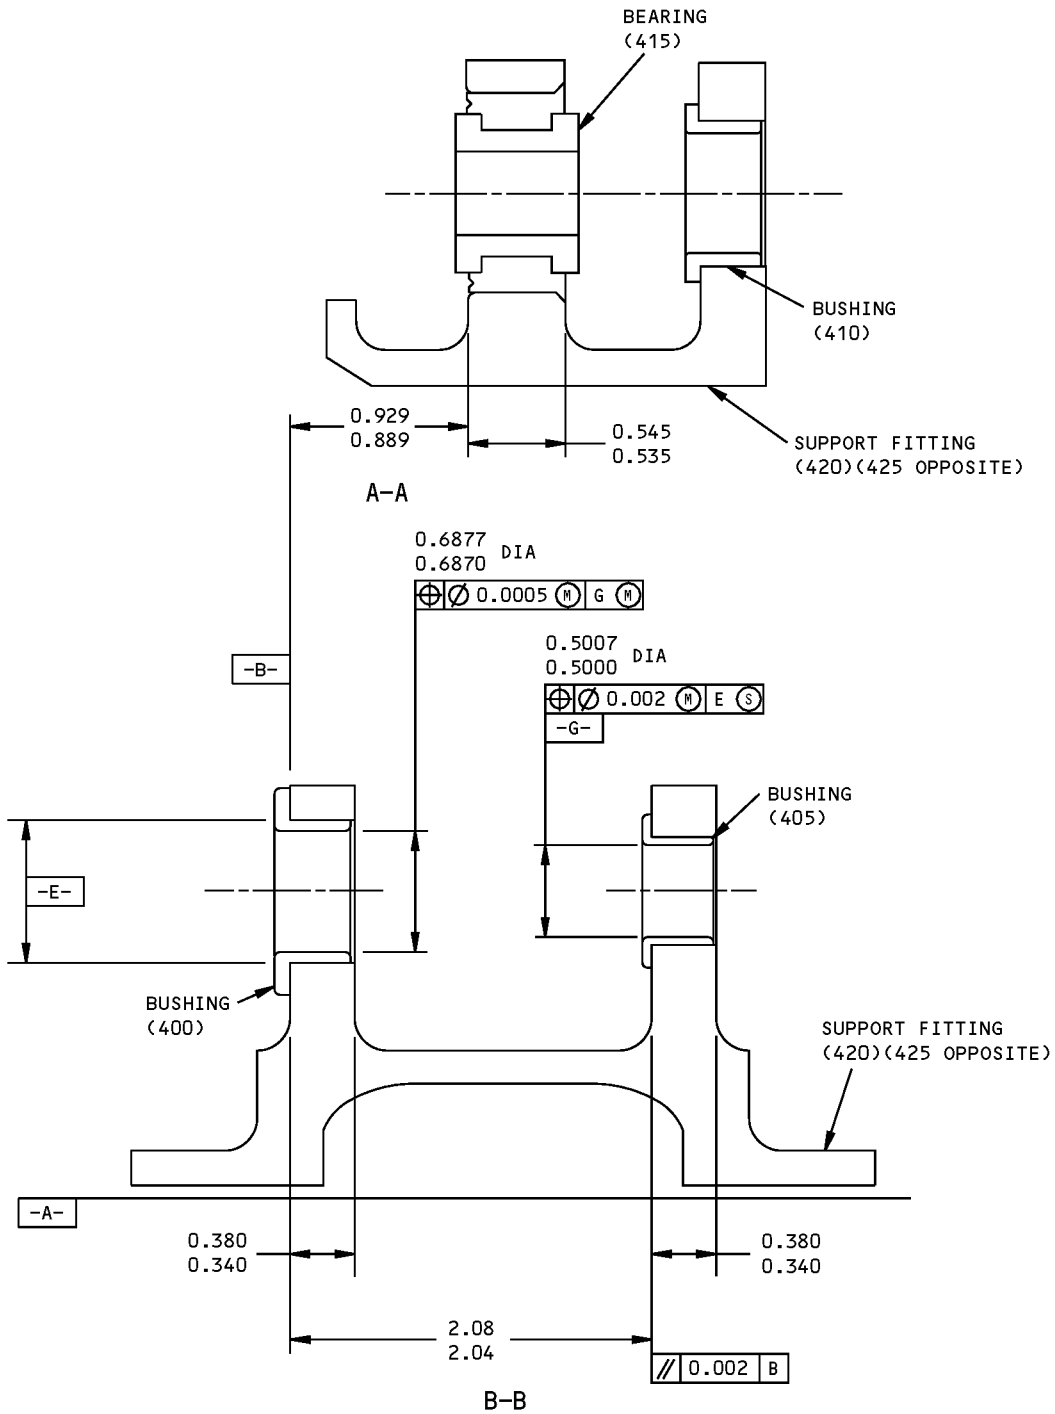 BEARING
(415)
BUSHING
(410)
0.929
0.889
0.545
0.535
SUPPORT FITTING
(420)(425 OPPOSITE)
A-A
0.6877
0.6870 DIA
⌖ ⌀ 0.0005 Ⓜ G Ⓜ
0.5007
0.5000 DIA
-B-
⌖ ⌀ 0.002 Ⓜ E Ⓢ
-G-
BUSHING
(405)
-E-
BUSHING
(400)
SUPPORT FITTING
(420)(425 OPPOSITE)
-A-
0.380
0.340
0.380
0.340
2.08
2.04
// 0.002 B
B-B